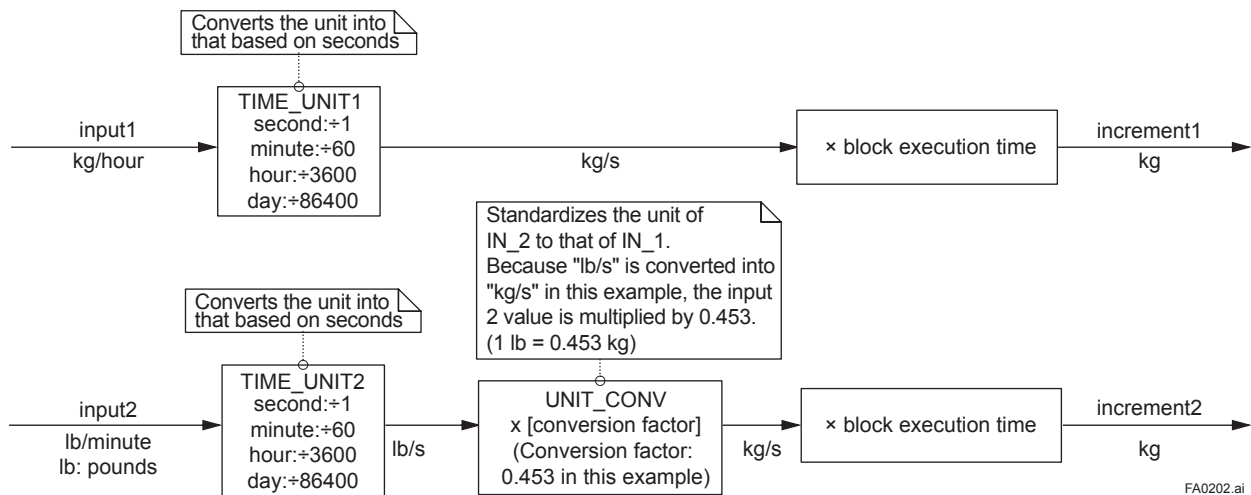 Converts the unit into
that based on seconds
TIME_UNIT1
second:÷1
minute:÷60
hour:÷3600
day:÷86400
input1
kg/hour
kg/s
× block execution time
increment1
kg
Standardizes the unit of
IN_2 to that of IN_1.
Because "lb/s" is converted into
"kg/s" in this example, the input
2 value is multiplied by 0.453.
(1 lb = 0.453 kg)
Converts the unit into
that based on seconds
TIME_UNIT2
second:÷1
minute:÷60
hour:÷3600
day:÷86400
input2
lb/minute
lb: pounds
lb/s
UNIT_CONV
x [conversion factor]
(Conversion factor:
0.453 in this example)
kg/s
× block execution time
increment2
kg
FA0202.ai